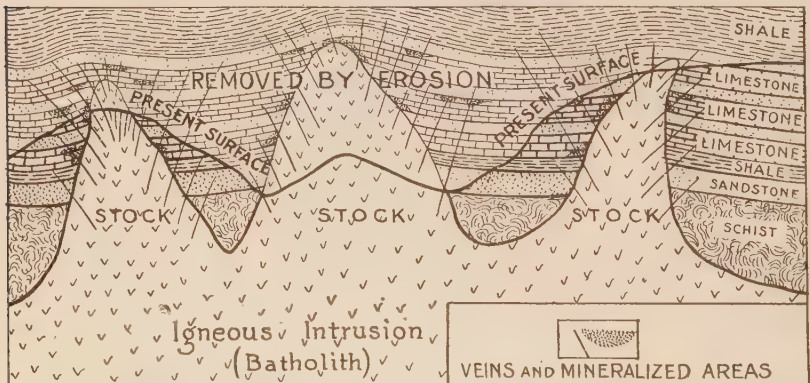 SHALE
REMOVED BY EROSION
PRESENT SURFACE
PRESENT SURFACE
LIMESTONE
LIMESTONE
LIMESTONE
SHALE
SANDSTONE
STOCK
STOCK
STOCK
SCHIST
Igneous Intrusion
(Batholith)
VEINS AND MINERALIZED AREAS